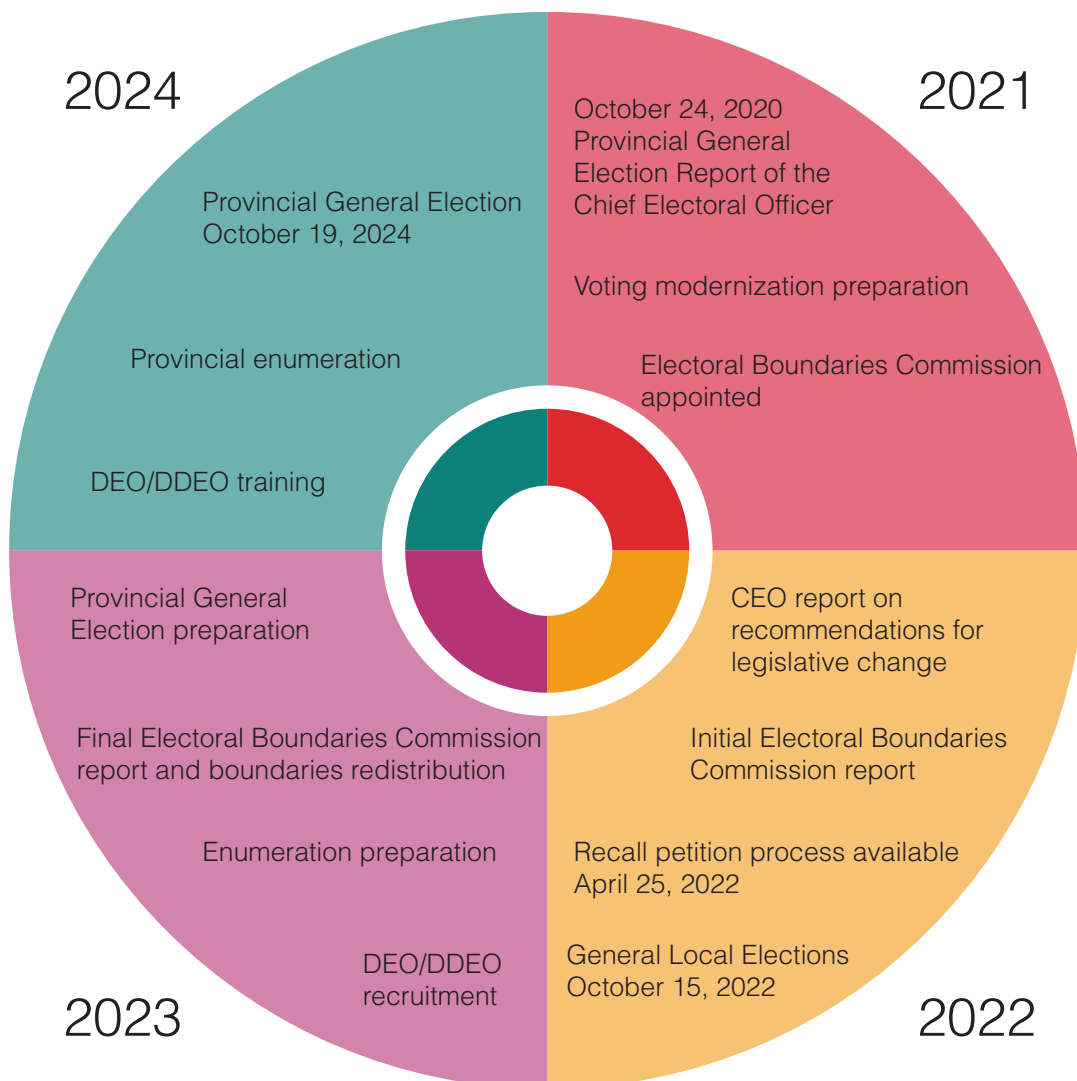 2024
Provincial General Election
October 19, 2024
Provincial enumeration
DEO/DDEO training
2021
October 24, 2020
Provincial General
Election Report of the
Chief Electoral Officer
Voting modernization preparation
Electoral Boundaries Commission
appointed
Provincial General
Election preparation
Final Electoral Boundaries Commission
report and boundaries redistribution
Enumeration preparation
DEO/DDEO
recruitment
2023
CEO report on
recommendations for
legislative change
Initial Electoral Boundaries
Commission report
Recall petition process available
April 25, 2022
General Local Elections
October 15, 2022
2022